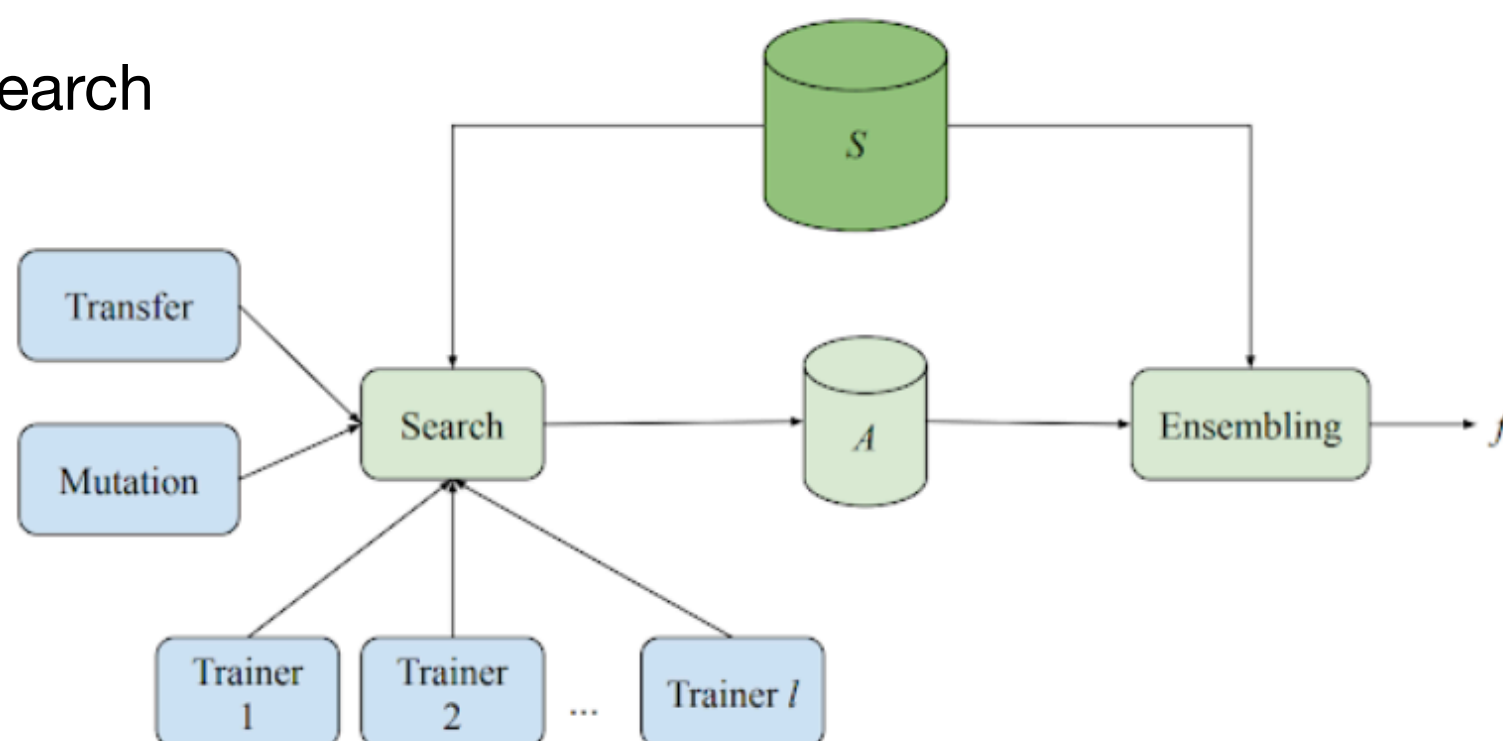 earch
S
Transfer
Search
A
Ensembling
Mutation
Trainer
1
Trainer
2
...
Trainer l